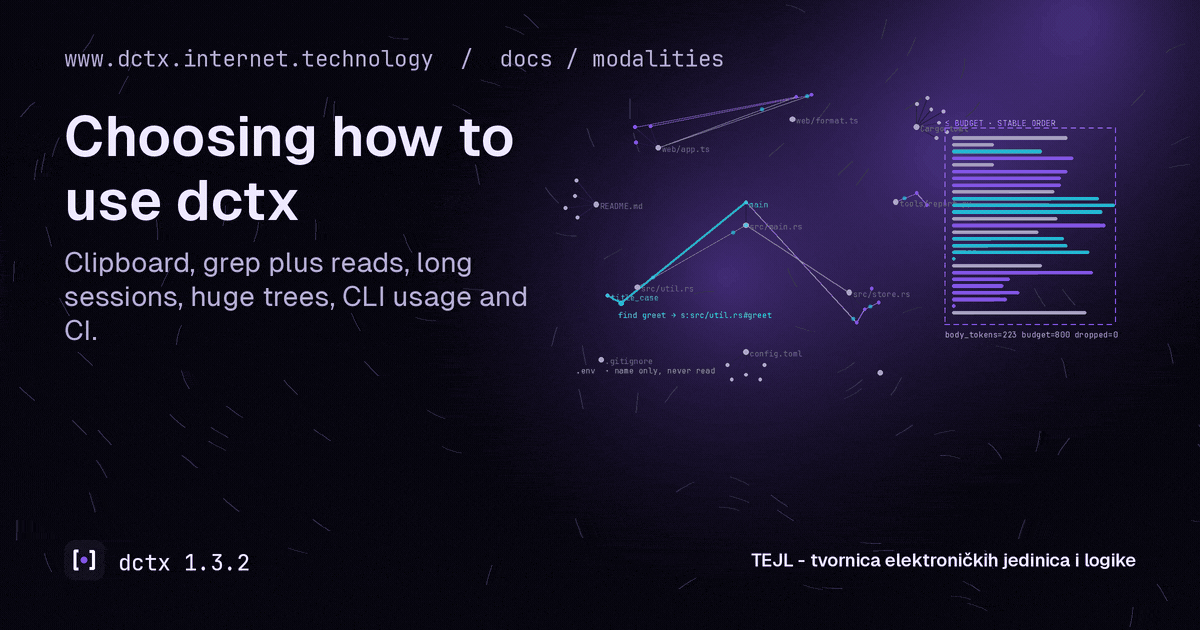 www.dctx.internet.technology / docs / modalities
Choosing how to
use dctx
Clipboard, grep plus reads, long
sessions, huge trees, CLI usage and
CI.
web/format.ts
web/app.ts
README.md
main
src/main.rs
src/util.rs
title_case
find greet → s:src/util.rs#greet
src/store.rs
.gitignore
.env · name only, never read
config.toml
≤ BUDGET · STABLE ORDER
body_tokens=223 budget=800 dropped=0
[•] dctx 1.3.2
TEJL - tvornica elektroničkih jedinica i logike